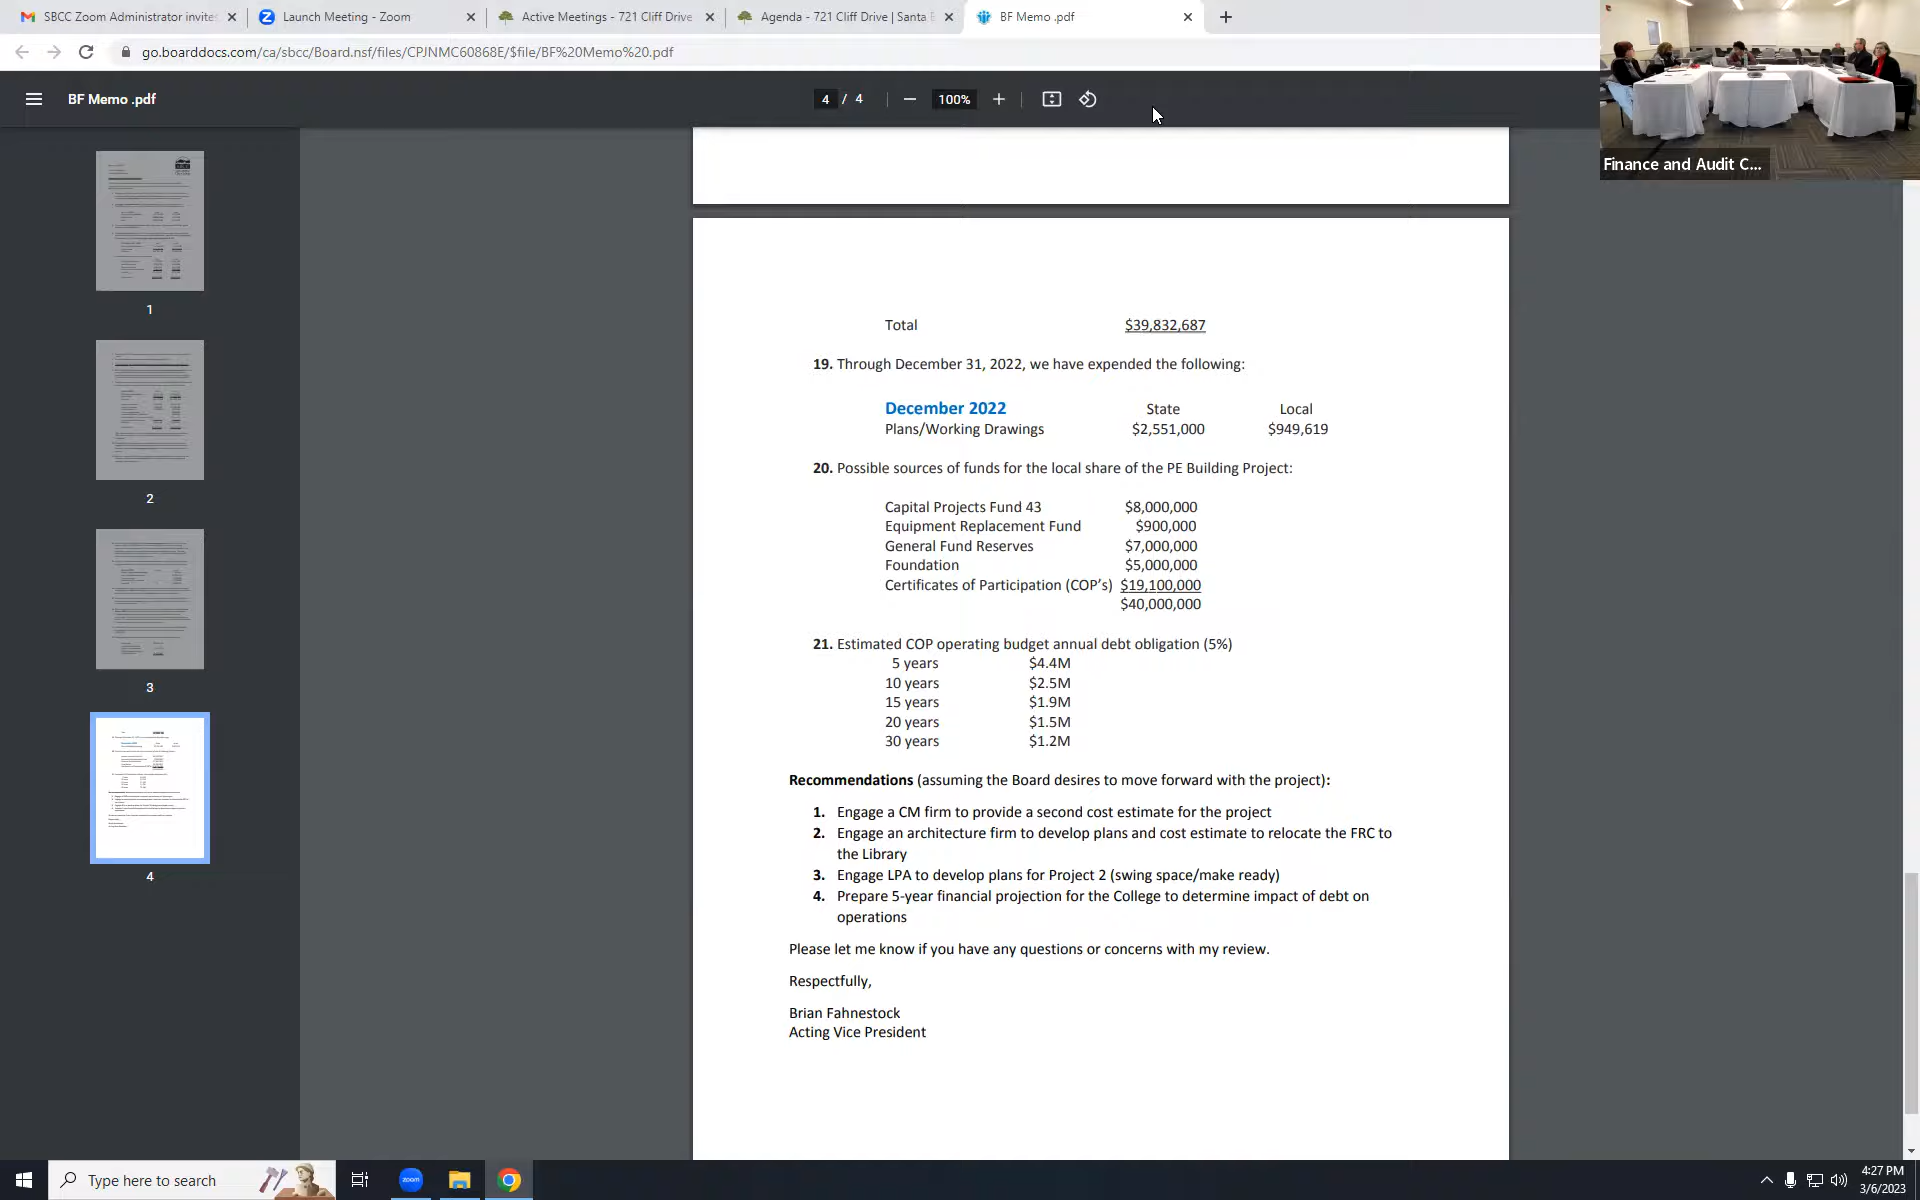 SBCC Zoom Administrator invite
Launch Meeting - Zoom
Active Meetings - 721 Cliff Drive
Agenda - 721 Cliff Drive | Santa
BF Memo .pdf
go.boarddocs.com/ca/sbcc/Board.nsf/files/CPJNMC60868E/$file/BF%20Memo%20.pdf
BF Memo .pdf
4 / 4
100%
Finance and Audit C...
1
2
3
4
Total $39,832,687
19. Through December 31, 2022, we have expended the following:
December 2022 State Local
Plans/Working Drawings $2,551,000 $949,619
20. Possible sources of funds for the local share of the PE Building Project:
Capital Projects Fund 43 $8,000,000
Equipment Replacement Fund $900,000
General Fund Reserves $7,000,000
Foundation $5,000,000
Certificates of Participation (COP's) $19,100,000
$40,000,000
21. Estimated COP operating budget annual debt obligation (5%)
5 years $4.4M
10 years $2.5M
15 years $1.9M
20 years $1.5M
30 years $1.2M
Recommendations (assuming the Board desires to move forward with the project):
1. Engage a CM firm to provide a second cost estimate for the project
2. Engage an architecture firm to develop plans and cost estimate to relocate the FRC to
the Library
3. Engage LPA to develop plans for Project 2 (swing space/make ready)
4. Prepare 5-year financial projection for the College to determine impact of debt on
operations
Please let me know if you have any questions or concerns with my review.
Respectfully,
Brian Fahnestock
Acting Vice President
Type here to search
zoom
4:27 PM
3/6/2023